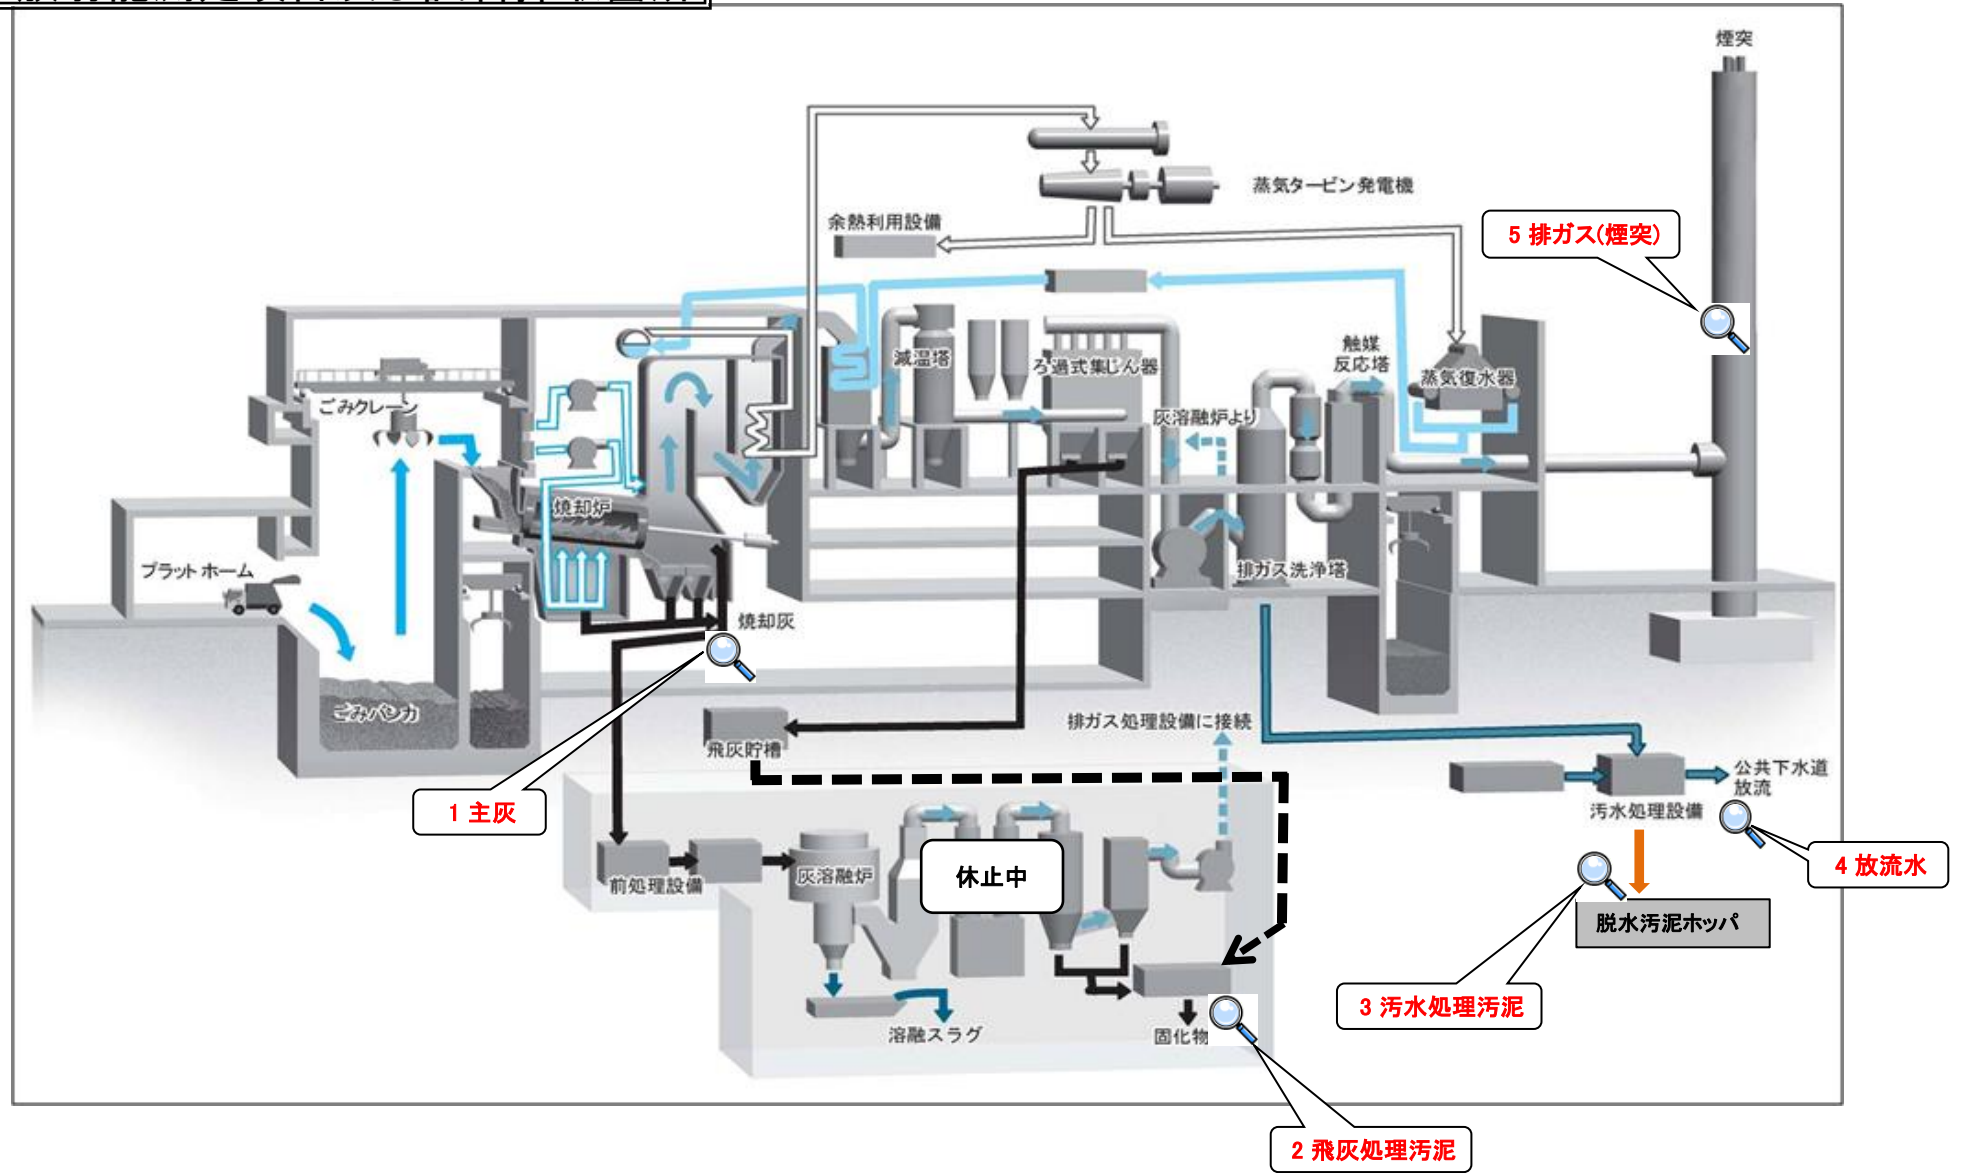 煙突
蒸気タービン発電機
余熱利用設備
5 排ガス(煙突)
減温塔
ろ過式集じん器
触媒
反応塔
蒸気復水器
ごみクレーン
灰溶融炉より
焼却炉
プラットホーム
排ガス洗浄塔
焼却灰
ごみバンカ
飛灰貯槽
排ガス処理設備に接続
公共下水道
放流
汚水処理設備
1 主灰
4 放流水
前処理設備
灰溶融炉
休止中
脱水汚泥ホッパ
3 汚水処理汚泥
溶融スラグ
固化物
2 飛灰処理汚泥